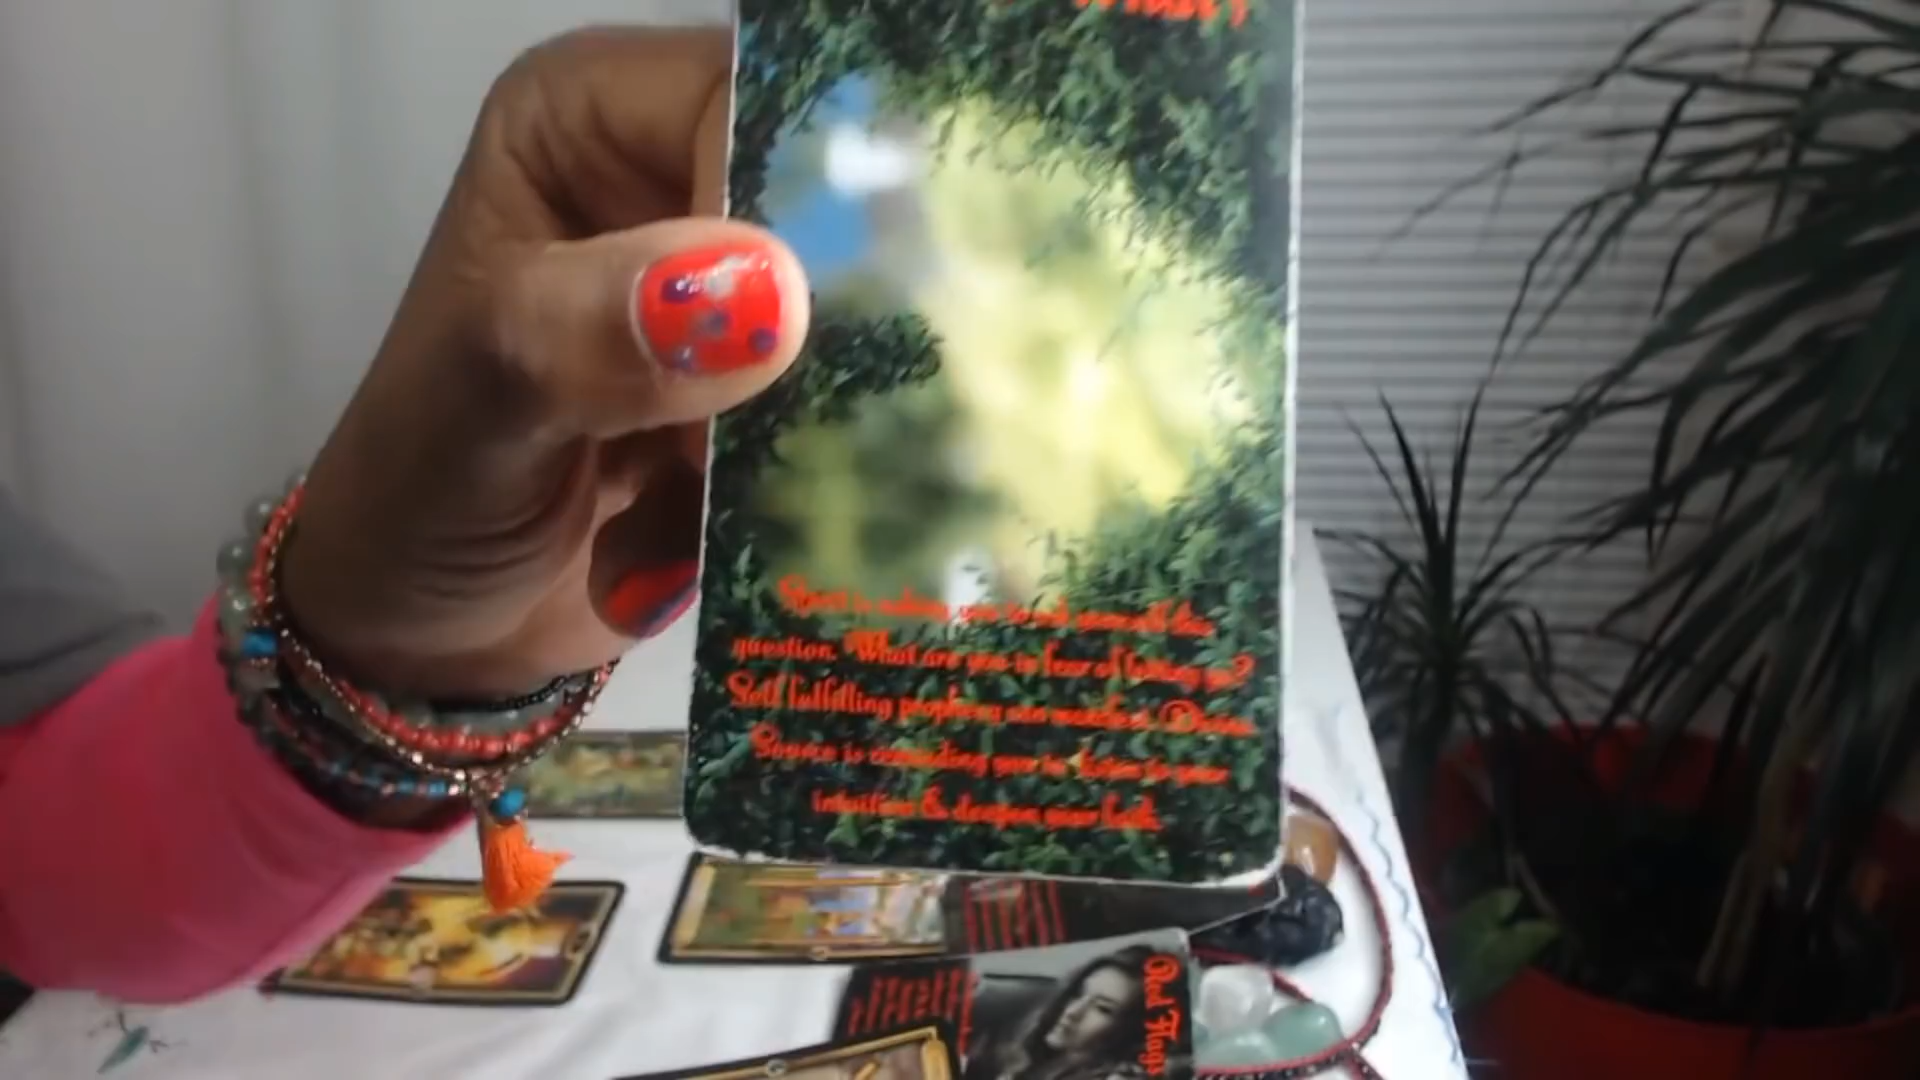 Spirit is asking you to ask yourself this
question. What are you in fear of letting go?
Self fulfilling prophecy can manifest. Divine
Source is reminding you to listen to your
intuition & deepen your faith.
Red Flags